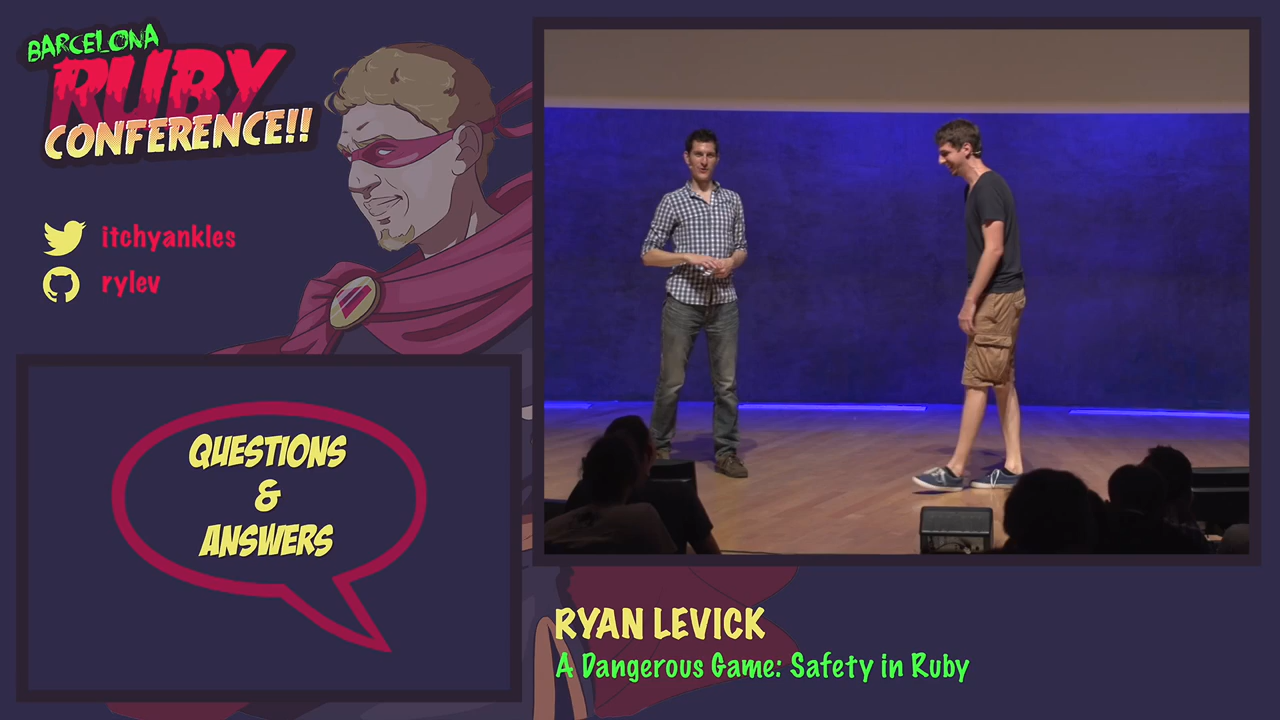 BARCELONA
RUBY
CONFERENCE!!
itchyankles
rylev
QUESTIONS
&
ANSWERS
RYAN LEVICK
A Dangerous Game: Safety in Ruby